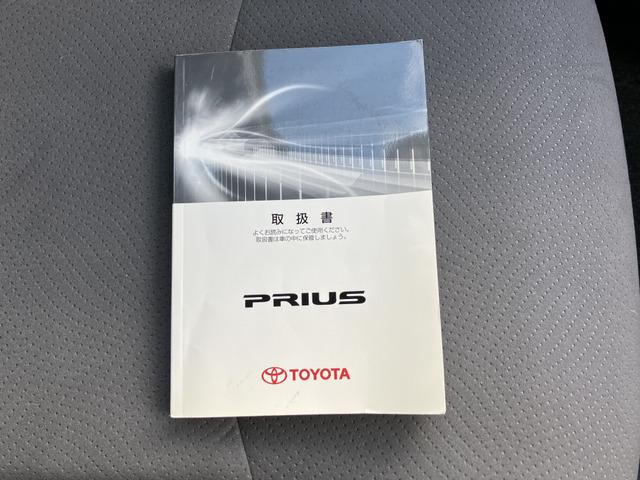 取扱書
よくお読みになってご使用ください。
取扱書は車の中に保管しましょう。
PRIUS
TOYOTA